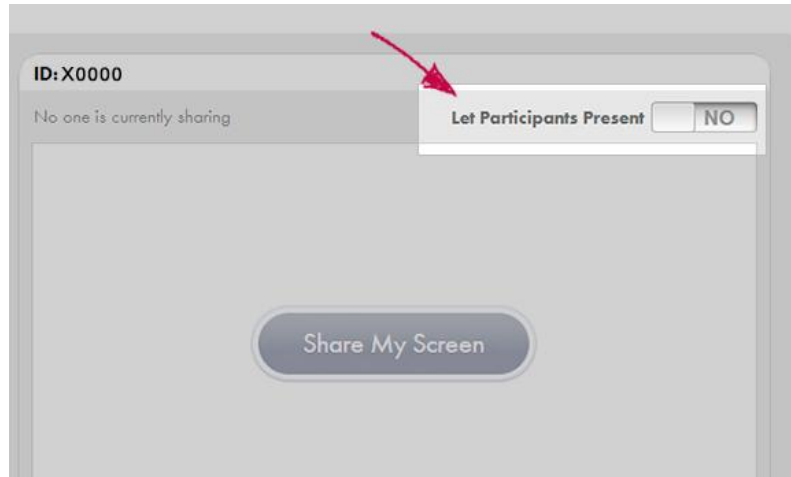 ID:X0000
No one is currently sharing
Let Participants Present NO
Share My Screen